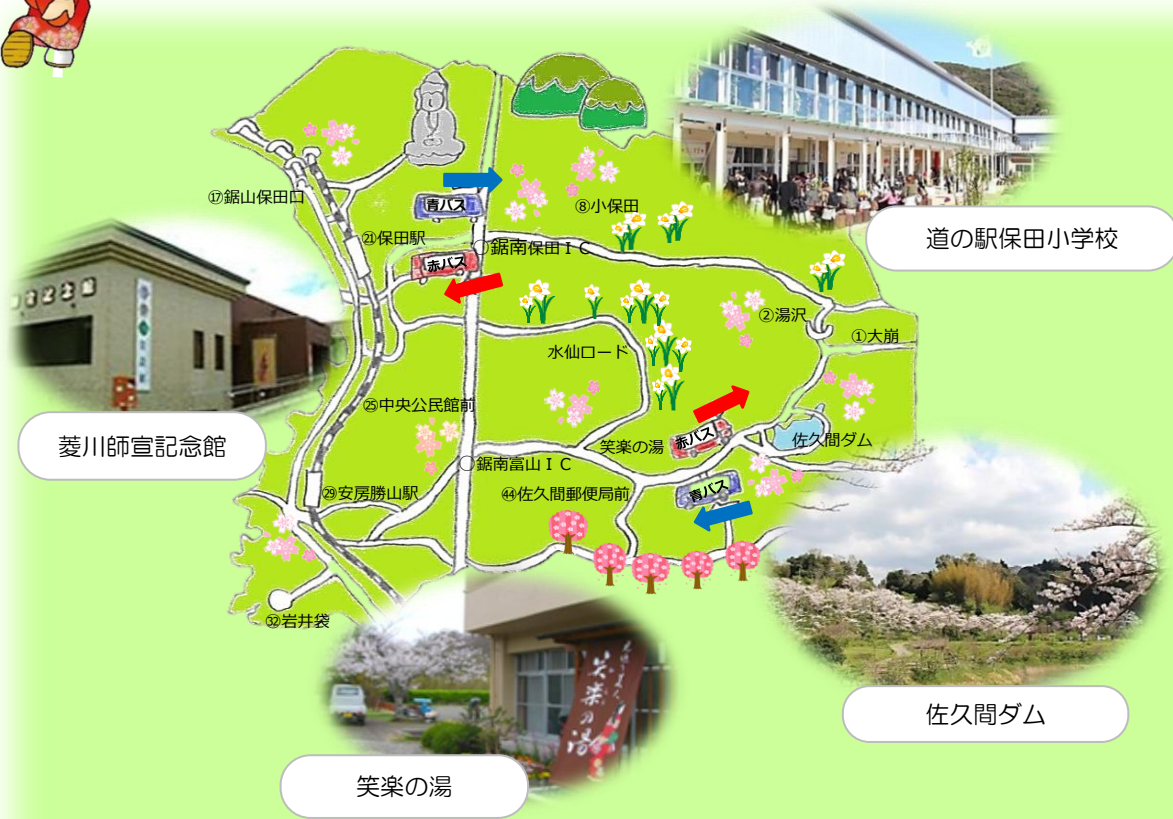 道の駅保田小学校
⑰鋸山保田口
青バス
⑧小保田
㉑保田駅
○鋸南保田ＩＣ
赤バス
②湯沢
①大崩
水仙ロード
㉕中央公民館前
菱川師宣記念館
笑楽の湯
赤バス
佐久間ダム
○鋸南富山ＩＣ
㉙安房勝山駅
㊹佐久間郵便局前
青バス
㉜岩井袋
笑楽の湯
佐久間ダム
笑楽の湯